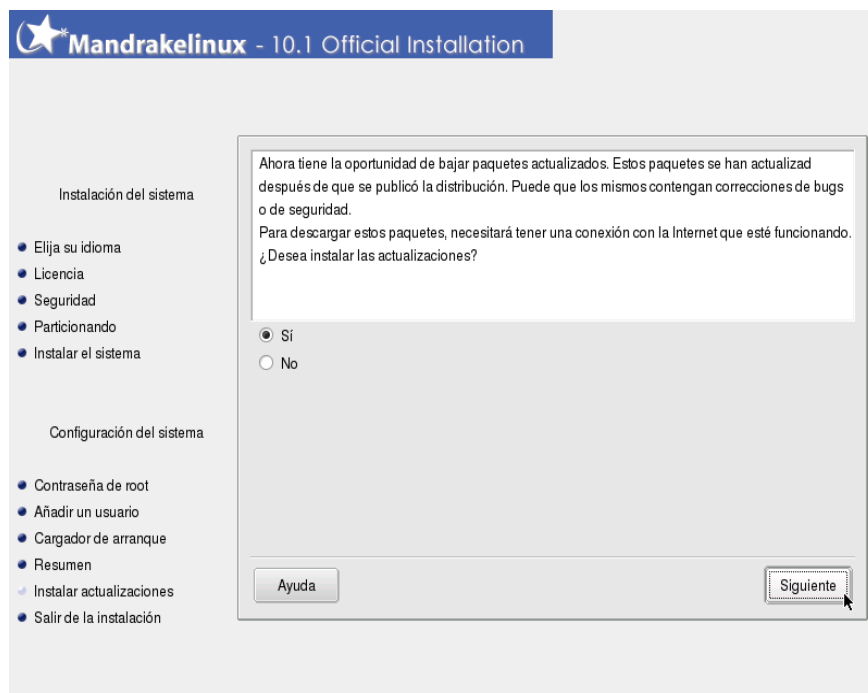 Mandrakelinux - 10.1 Official Installation
Instalación del sistema
Elija su idioma
Licencia
Seguridad
Particionando
Instalar el sistema
Configuración del sistema
Contraseña de root
Añadir un usuario
Cargador de arranque
Resumen
Instalar actualizaciones
Salir de la instalación
Ahora tiene la oportunidad de bajar paquetes actualizados. Estos paquetes se han actualizad
después de que se publicó la distribución. Puede que los mismos contengan correcciones de bugs
o de seguridad.
Para descargar estos paquetes, necesitará tener una conexión con la Internet que esté funcionando.
¿Desea instalar las actualizaciones?
Sí
No
Ayuda
Siguiente